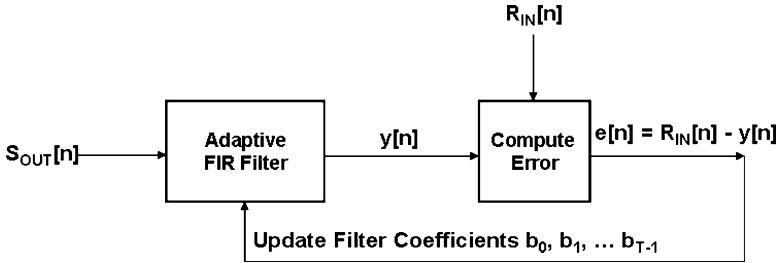 R_IN[n]
S_OUT[n]
Adaptive
FIR Filter
y[n]
Compute
Error
e[n] = R_IN[n] - y[n]
Update Filter Coefficients b_0, b_1, ... b_T-1